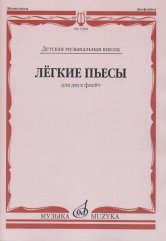 Детская музыкальная школа
ЛЁГКИЕ ПЬЕСЫ
для двух флейт
МУЗЫКА MUZYKA